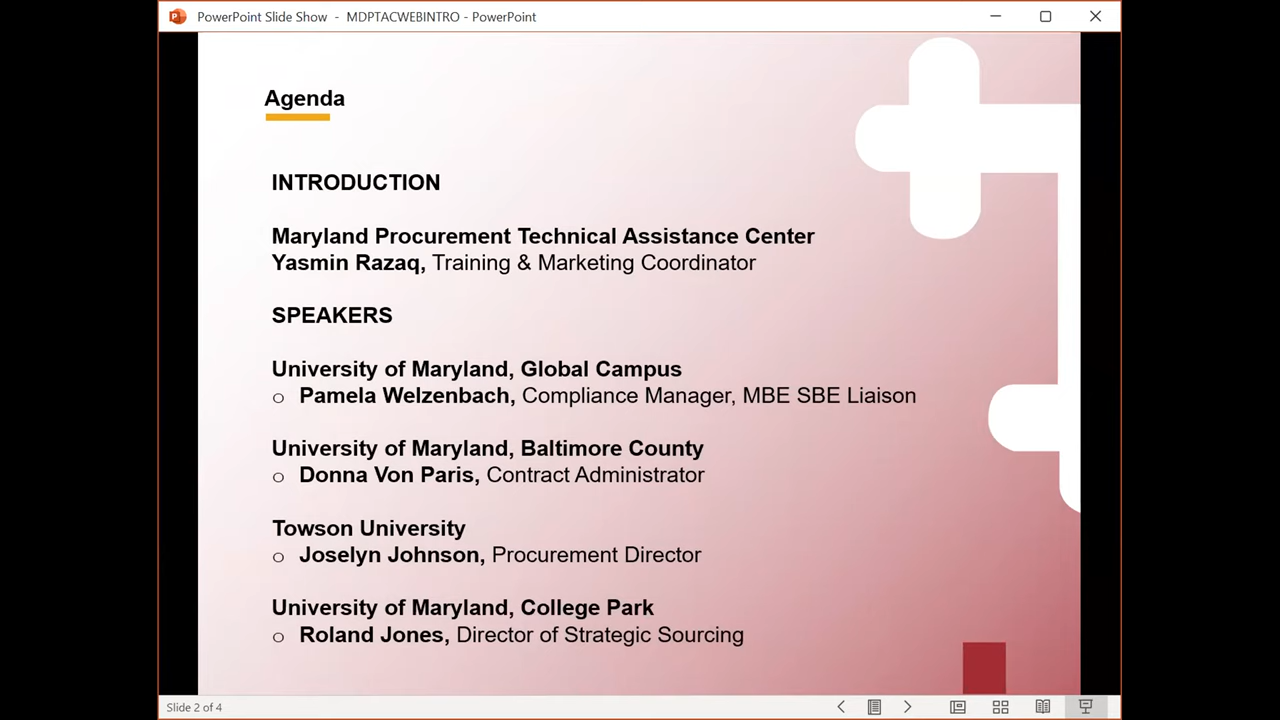 PowerPoint Slide Show - MDPTACWEBINTRO - PowerPoint
Agenda
INTRODUCTION
Maryland Procurement Technical Assistance Center
Yasmin Razaq, Training & Marketing Coordinator
SPEAKERS
University of Maryland, Global Campus
o Pamela Welzenbach, Compliance Manager, MBE SBE Liaison
University of Maryland, Baltimore County
o Donna Von Paris, Contract Administrator
Towson University
o Joselyn Johnson, Procurement Director
University of Maryland, College Park
o Roland Jones, Director of Strategic Sourcing
Slide 2 of 4